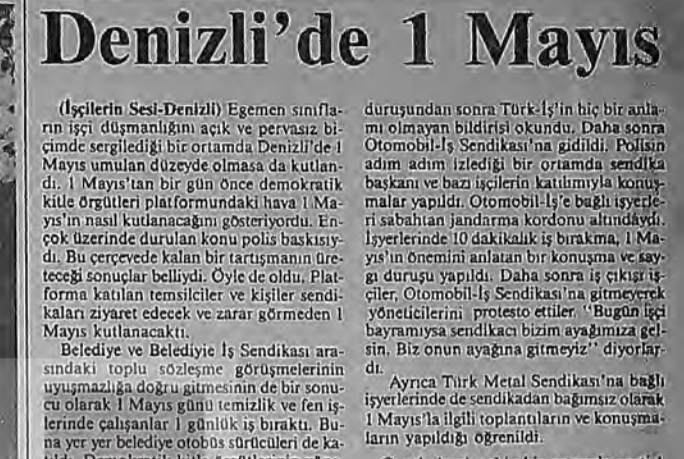 Denizli’de 1 Mayıs
(İşçilerin Sesi-Denizli) Egemen sınıfla-
rın işçi düşmanlığını açık ve pervasız bi-
çimde sergilediği bir ortamda Denizli’de 1
Mayıs umulan düzeyde olmasa da kutlan-
dı. 1 Mayıs’tan bir gün önce demokratik
kitle örgütleri platformundaki hava 1 Ma-
yıs’ın nasıl kutlanacağını gösteriyordu. En-
çok üzerinde durulan konu polis baskısıy-
dı. Bu çerçevede kalan bir tartışmanın üre-
teceği sonuçlar belliydi. Öyle de oldu. Plat-
forma katılan temsilciler ve kişiler sendi-
kaları ziyaret edecek ve zarar görmeden 1
Mayıs kutlanacaktı.
Belediye ve Belediyie İş Sendikası ara-
sındaki toplu sözleşme görüşmelerinin
uyuşmazlığa doğru gitmesinin de bir sonu-
cu olarak 1 Mayıs günü temizlik ve fen iş-
lerinde çalışanlar 1 günlük iş bıraktı. Bu-
na yer yer belediye otobüs sürücüleri de ka-
duruşundan sonra Türk-İş’in hiç bir anla-
mı olmayan bildirisi okundu. Daha sonra
Otomobil-İş Sendikası’na gidildi. Polisin
adım adım izlediği bir ortamda sendika
başkanı ve bazı işçilerin katılımıyla konuş-
malar yapıldı. Otomobil-İş’e bağlı işyerle-
ri sabahtan jandarma kordonu altındaydı.
İşyerlerinde 10 dakikalık iş bırakma, 1 Ma-
yıs’ın önemini anlatan bir konuşma ve say-
gı duruşu yapıldı. Daha sonra iş çıkışı iş-
çiler, Otomobil-İş Sendikası’na gitmeyerek
yöneticilerini protesto ettiler. “Bugün işçi
bayramıysa sendikacı bizim ayağımıza gel-
sin. Biz onun ayağına gitmeyiz” diyorlar-
dı.
Ayrıca Türk Metal Sendikası’na bağlı
işyerlerinde de sendikadan bağımsız olarak
1 Mayıs’la ilgili toplantıların ve konuşma-
ların yapıldığı öğrenildi.